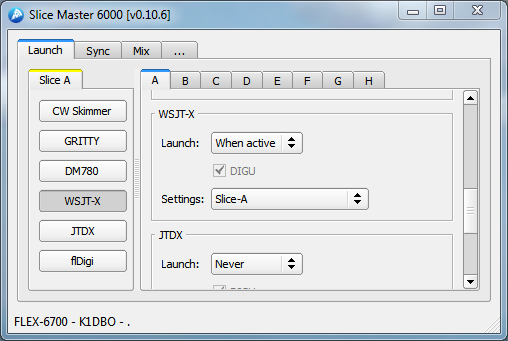 Slice Master 6000 [v0.10.6]
Launch Sync Mix ...
Slice A
A B C D E F G H
CW Skimmer
GRITTY
DM780
WSJT-X
JTDX
flDigi
WSJT-X
Launch: When active
DIGU
Settings: Slice-A
JTDX
Launch: Never
FLEX-6700 - K1DBO - .